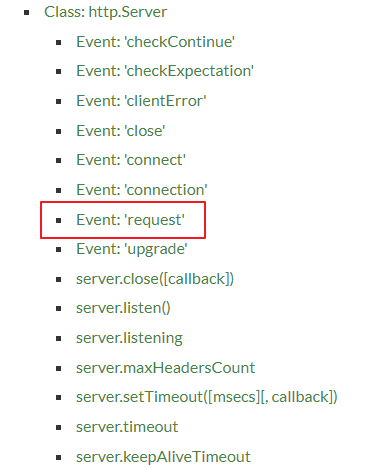 Class: http.Server
Event: 'checkContinue'
Event: 'checkExpectation'
Event: 'clientError'
Event: 'close'
Event: 'connect'
Event: 'connection'
Event: 'request'
Event: 'upgrade'
server.close([callback])
server.listen()
server.listening
server.maxHeadersCount
server.setTimeout([msecs][, callback])
server.timeout
server.keepAliveTimeout